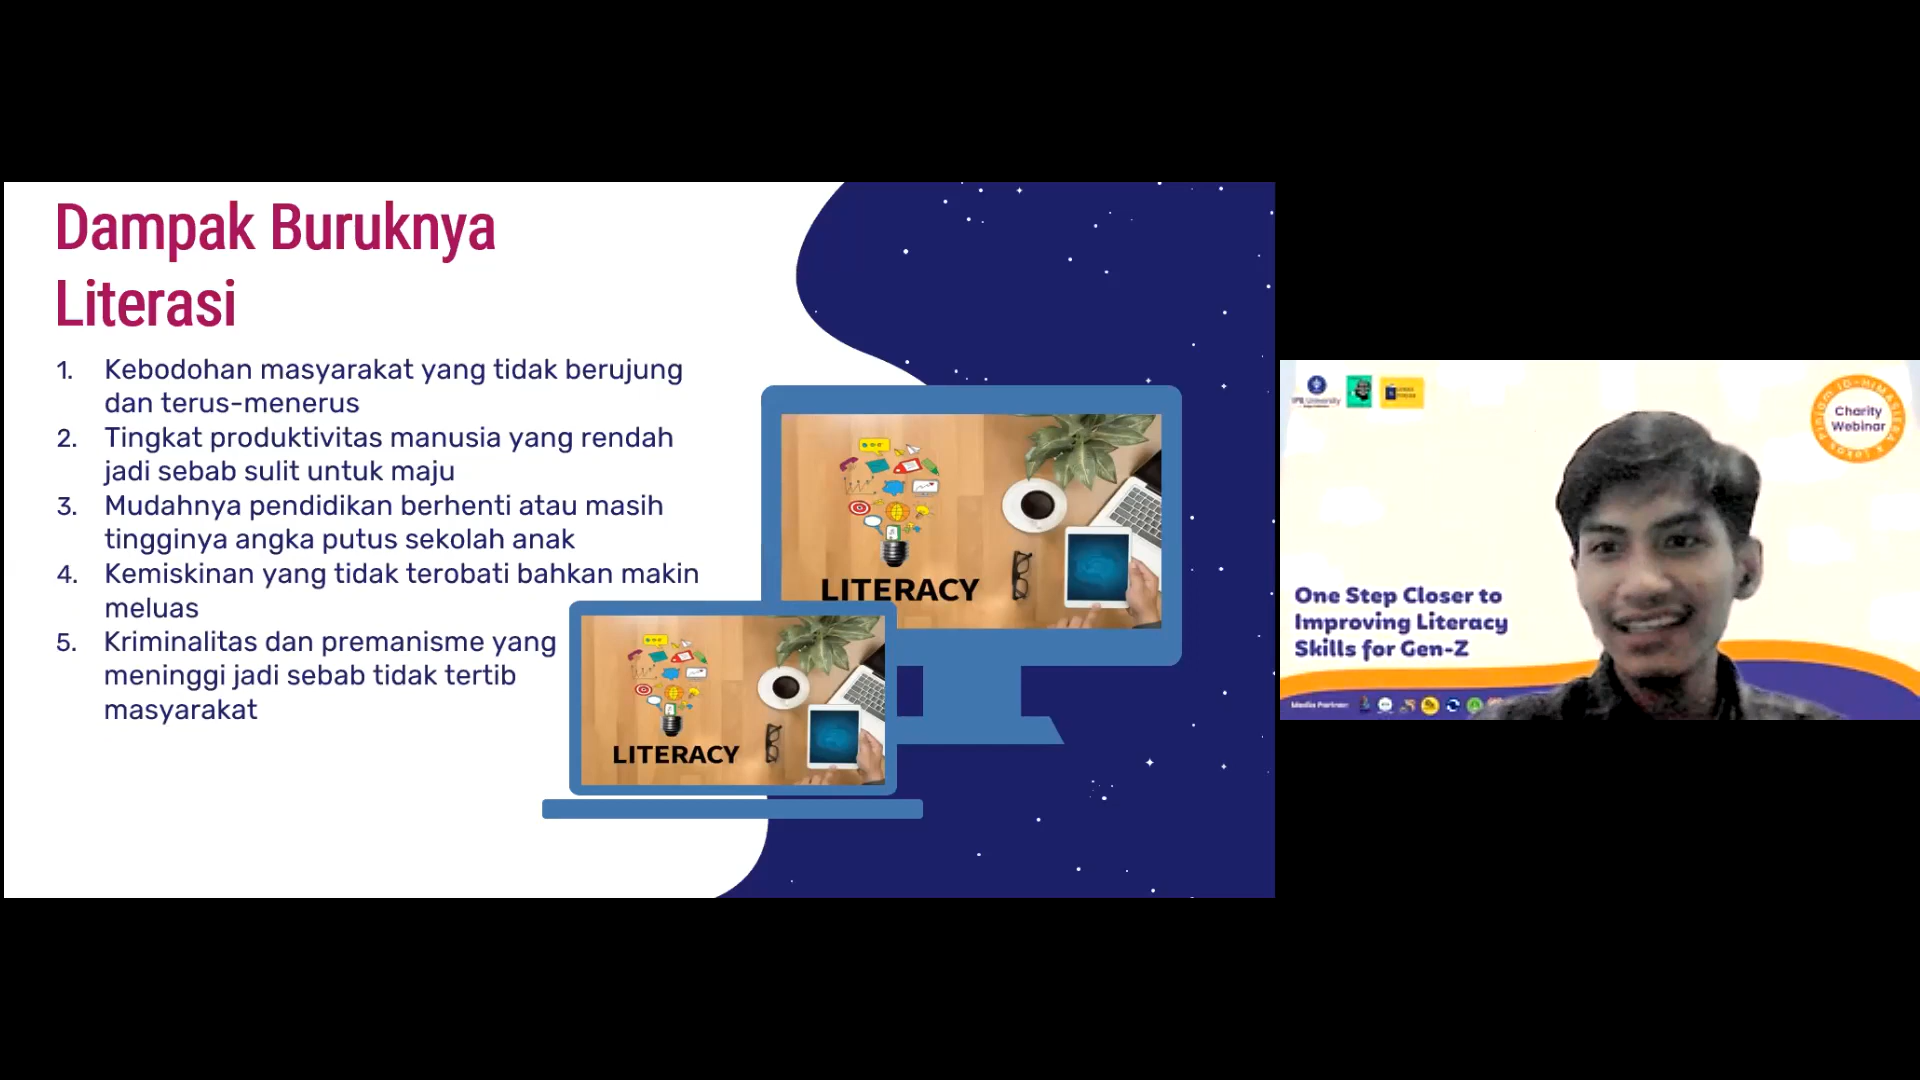 Dampak Buruknya
Literasi
1. Kebodohan masyarakat yang tidak berujung
dan terus-menerus
2. Tingkat produktivitas manusia yang rendah
jadi sebab sulit untuk maju
3. Mudahnya pendidikan berhenti atau masih
tingginya angka putus sekolah anak
4. Kemiskinan yang tidak terobati bahkan makin
meluas
5. Kriminalitas dan premanisme yang
meninggi jadi sebab tidak tertib
masyarakat
LITERACY
LITERACY
University
Charity
Webinar
One Step Closer to
Improving Literacy
Skills for Gen-Z
Media Partner